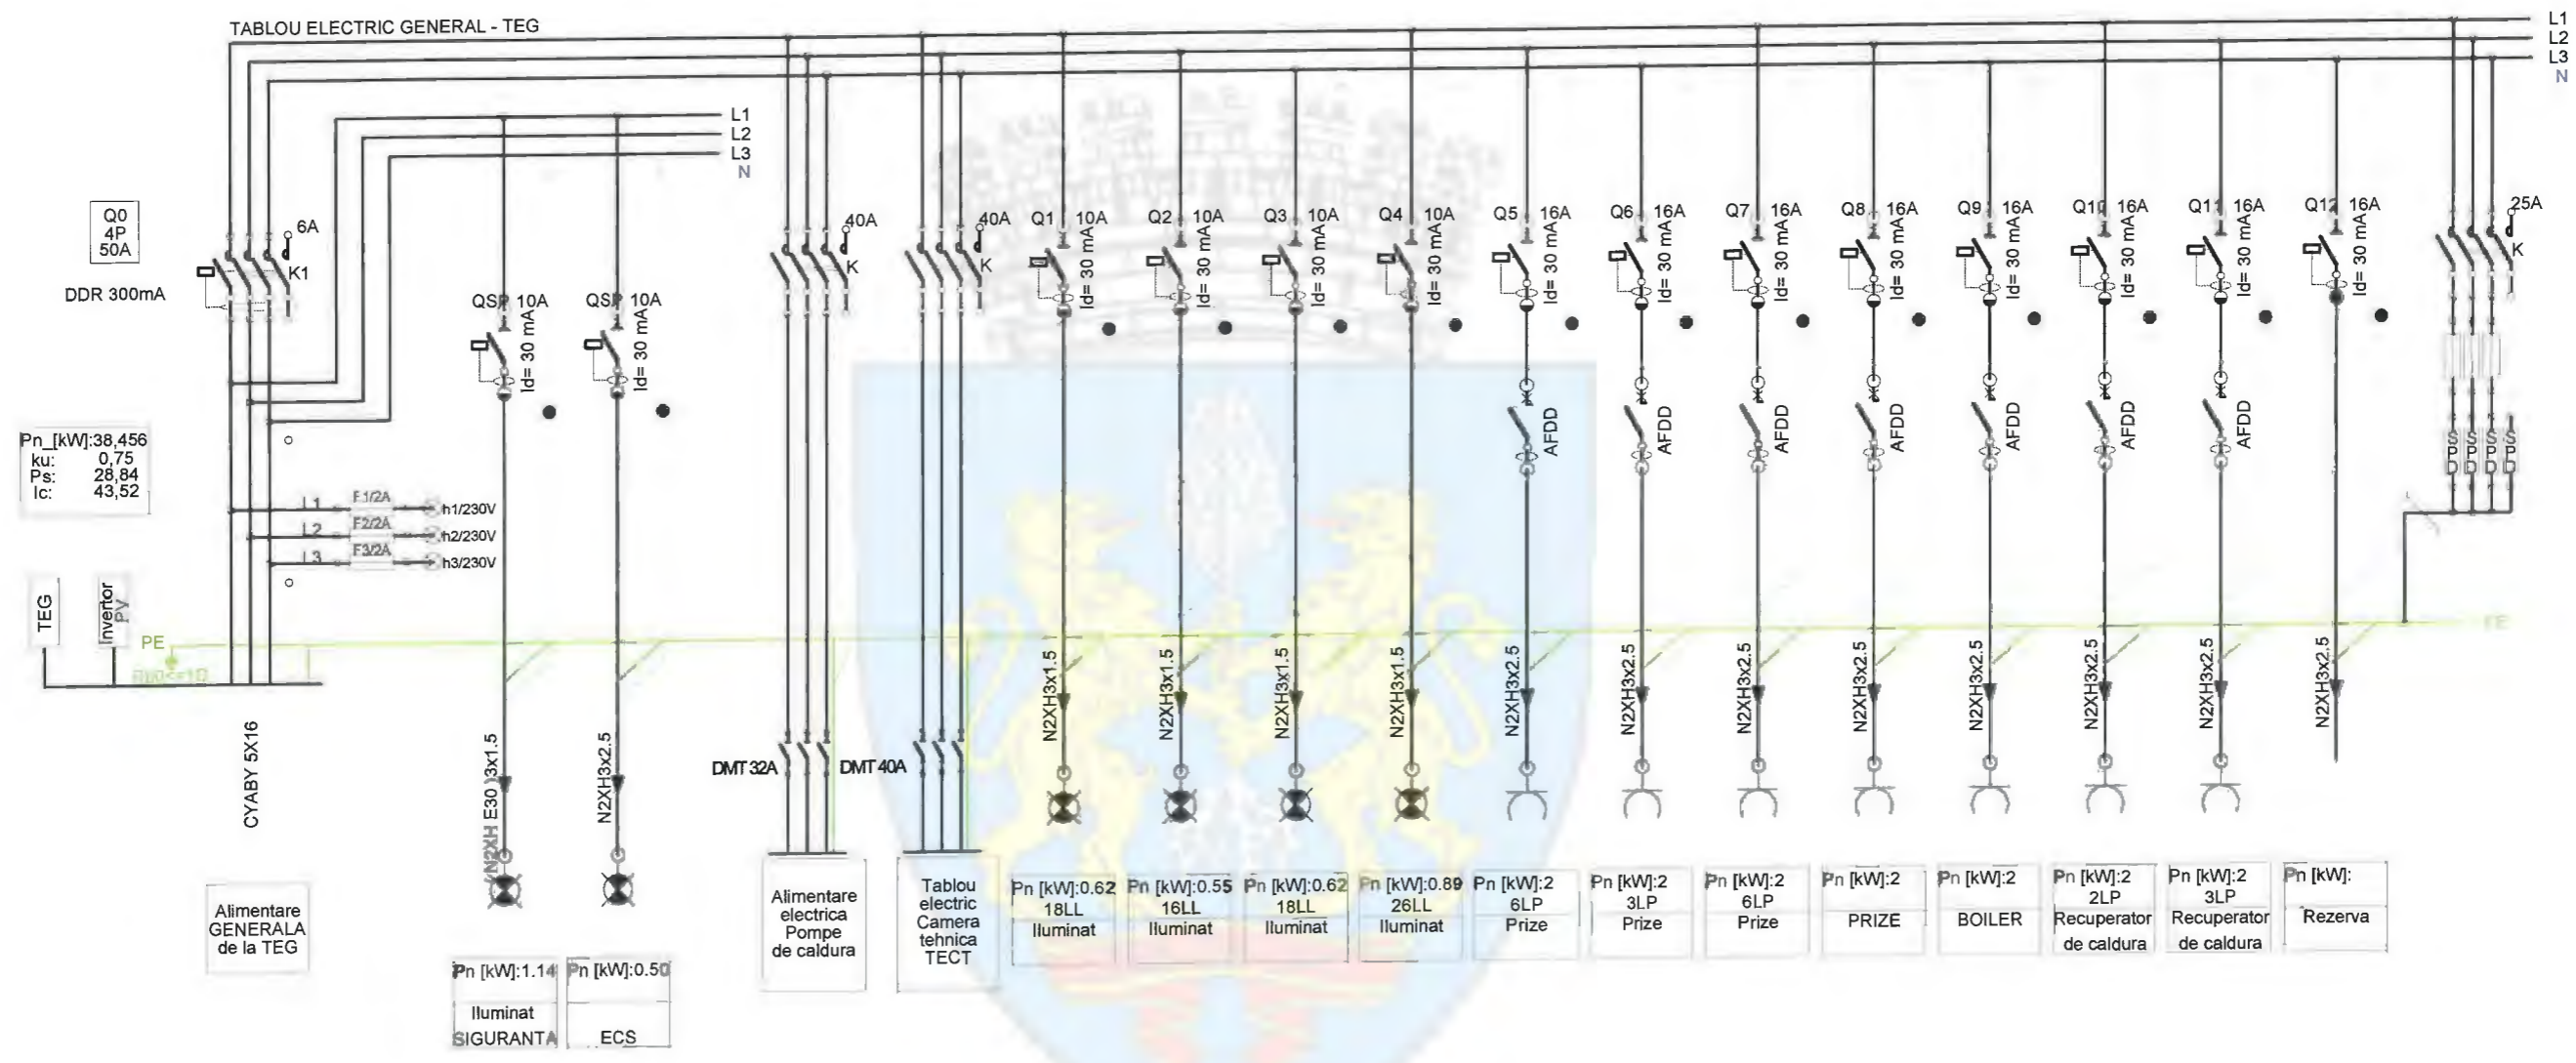 TABLOU ELECTRIC GENERAL - TEG
L1
L2
L3
N
L1
L2
L3
N
Q0
4P
50A
DDR 300mA
6A
K1
QSP 10A
Id= 30 mA
QSP 10A
Id= 30 mA
40A
K
40A
K
Q1 10A
Id= 30 mA
Q2 10A
Id= 30 mA
Q3 10A
Id= 30 mA
Q4 10A
Id= 30 mA
Q5 16A
Id= 30 mA
Q6 16A
Id= 30 mA
Q7 16A
Id= 30 mA
Q8 16A
Id= 30 mA
Q9 16A
Id= 30 mA
Q10 16A
Id= 30 mA
Q11 16A
Id= 30 mA
Q12 16A
Id= 30 mA
25A
K
AFDD
AFDD
AFDD
AFDD
AFDD
AFDD
AFDD
SPD
SPD
SPD
SPD
Pn_[kW]:38,456
ku: 0,75
Ps: 28,84
Ic: 43,52
L1 F1/2A h1/230V
L2 F2/2A h2/230V
L3 F3/2A h3/230V
TEG
Invertor
PV
PE
PE
CYABY 5X16
(N2XH E30 )3x1.5
N2XH3x2.5
DMT 32A
DMT 40A
N2XH3x1.5
N2XH3x1.5
N2XH3x1.5
N2XH3x1.5
N2XH3x2.5
N2XH3x2.5
N2XH3x2.5
N2XH3x2.5
N2XH3x2.5
N2XH3x2.5
N2XH3x2.5
N2XH3x2.5
Alimentare
GENERALA
de la TEG
Pn [kW]:1.14
Iluminat
SIGURANTA
Pn [kW]:0.50
ECS
Alimentare
electrica
Pompe
de caldura
Tablou
electric
Camera
tehnica
TECT
Pn [kW]:0.62
18LL
Iluminat
Pn [kW]:0.55
16LL
Iluminat
Pn [kW]:0.62
18LL
Iluminat
Pn [kW]:0.89
26LL
Iluminat
Pn [kW]:2
6LP
Prize
Pn [kW]:2
3LP
Prize
Pn [kW]:2
6LP
Prize
Pn [kW]:2
PRIZE
Pn [kW]:2
BOILER
Pn [kW]:2
2LP
Recuperator
de caldura
Pn [kW]:2
3LP
Recuperator
de caldura
Pn [kW]:
Rezerva